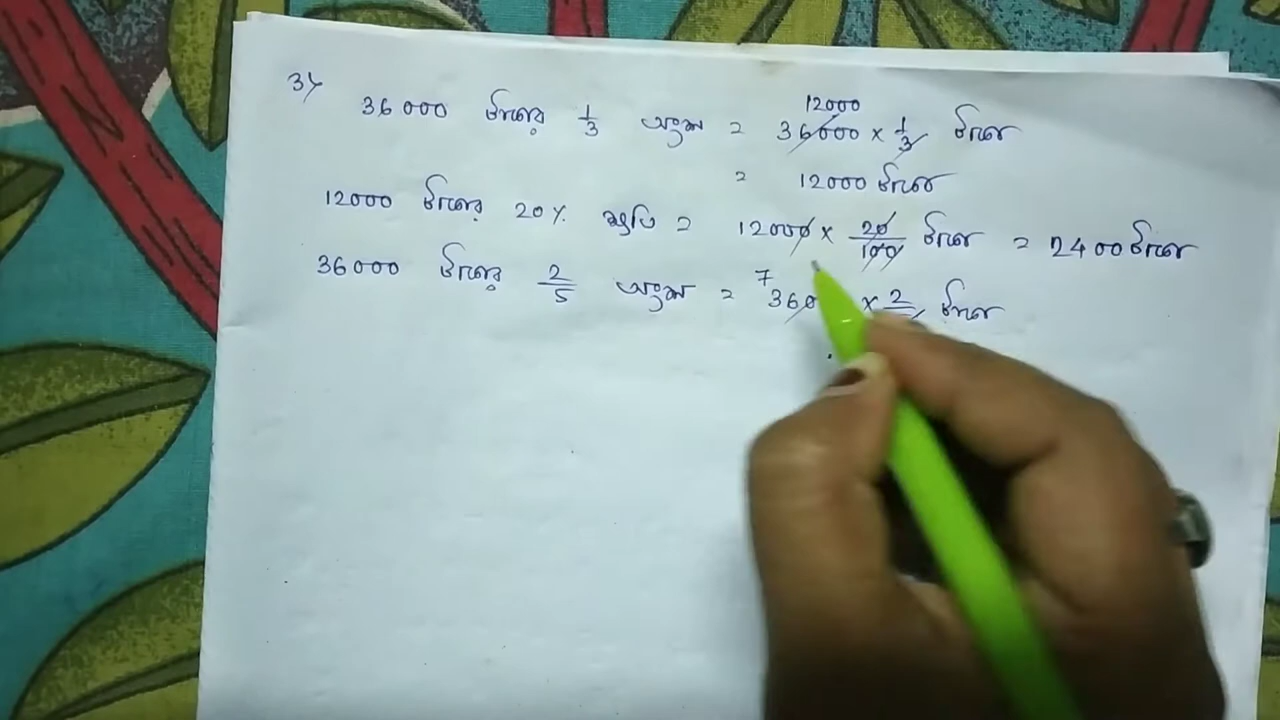 3)
12000
36000 টাকার 1/3 অংশ = 36000 × 1/3 টাকা
= 12000 টাকা
12000 টাকার 20% ক্ষতি = 12000 × 20/100 টাকা = 2400 টাকা
7
36000 টাকার 2/5 অংশ = 360 × 2/ টাকা